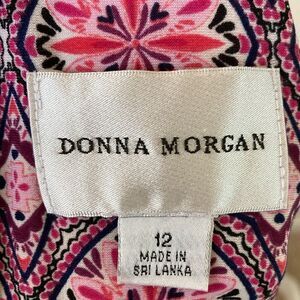 DONNA MORGAN
12
MADE IN
SRI LANKA